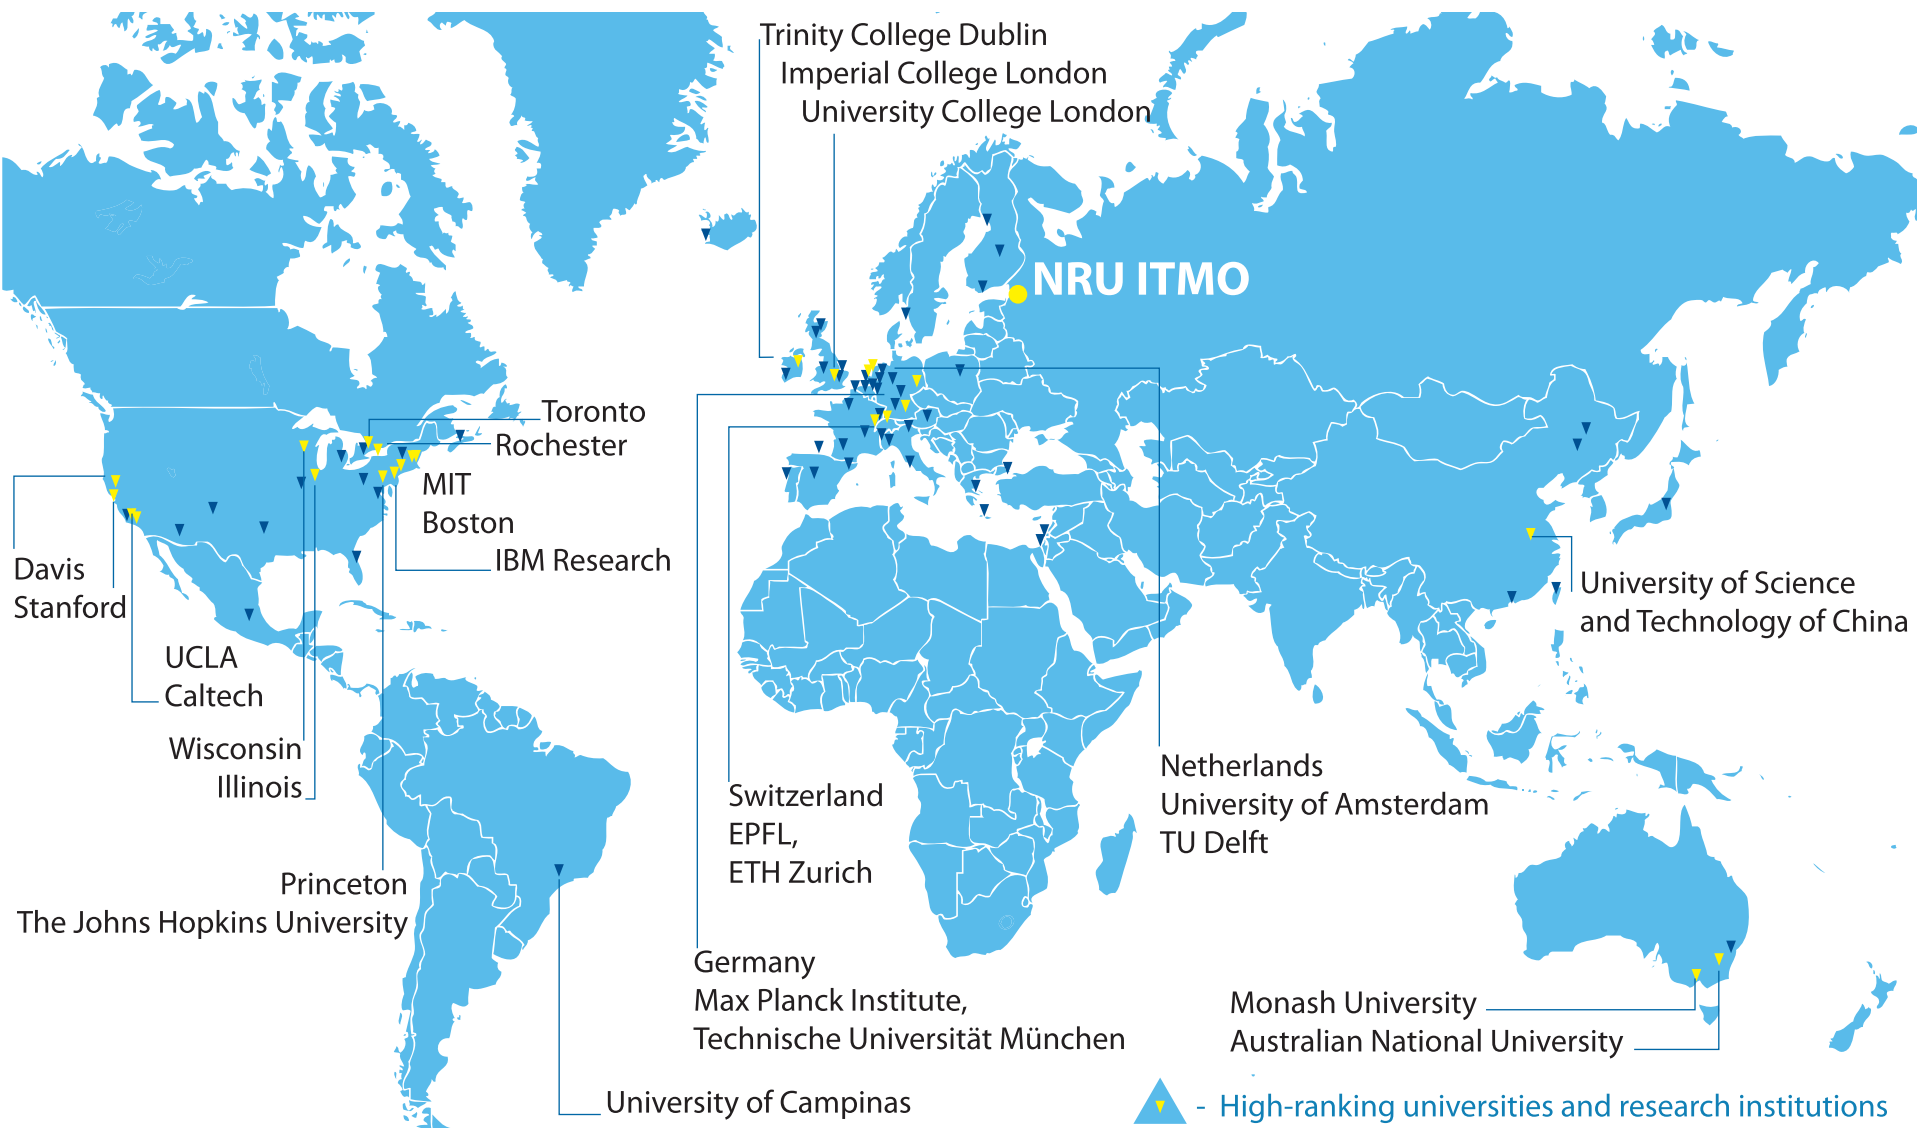 Trinity College Dublin
Imperial College London
University College London
NRU ITMO
Toronto
Rochester
MIT
Boston
IBM Research
Davis
Stanford
UCLA
Caltech
Wisconsin
Illinois
Princeton
The Johns Hopkins University
University of Science
and Technology of China
Switzerland
EPFL,
ETH Zurich
Netherlands
University of Amsterdam
TU Delft
Germany
Max Planck Institute,
Technische Universität München
Monash University
Australian National University
University of Campinas
- High-ranking universities and research institutions